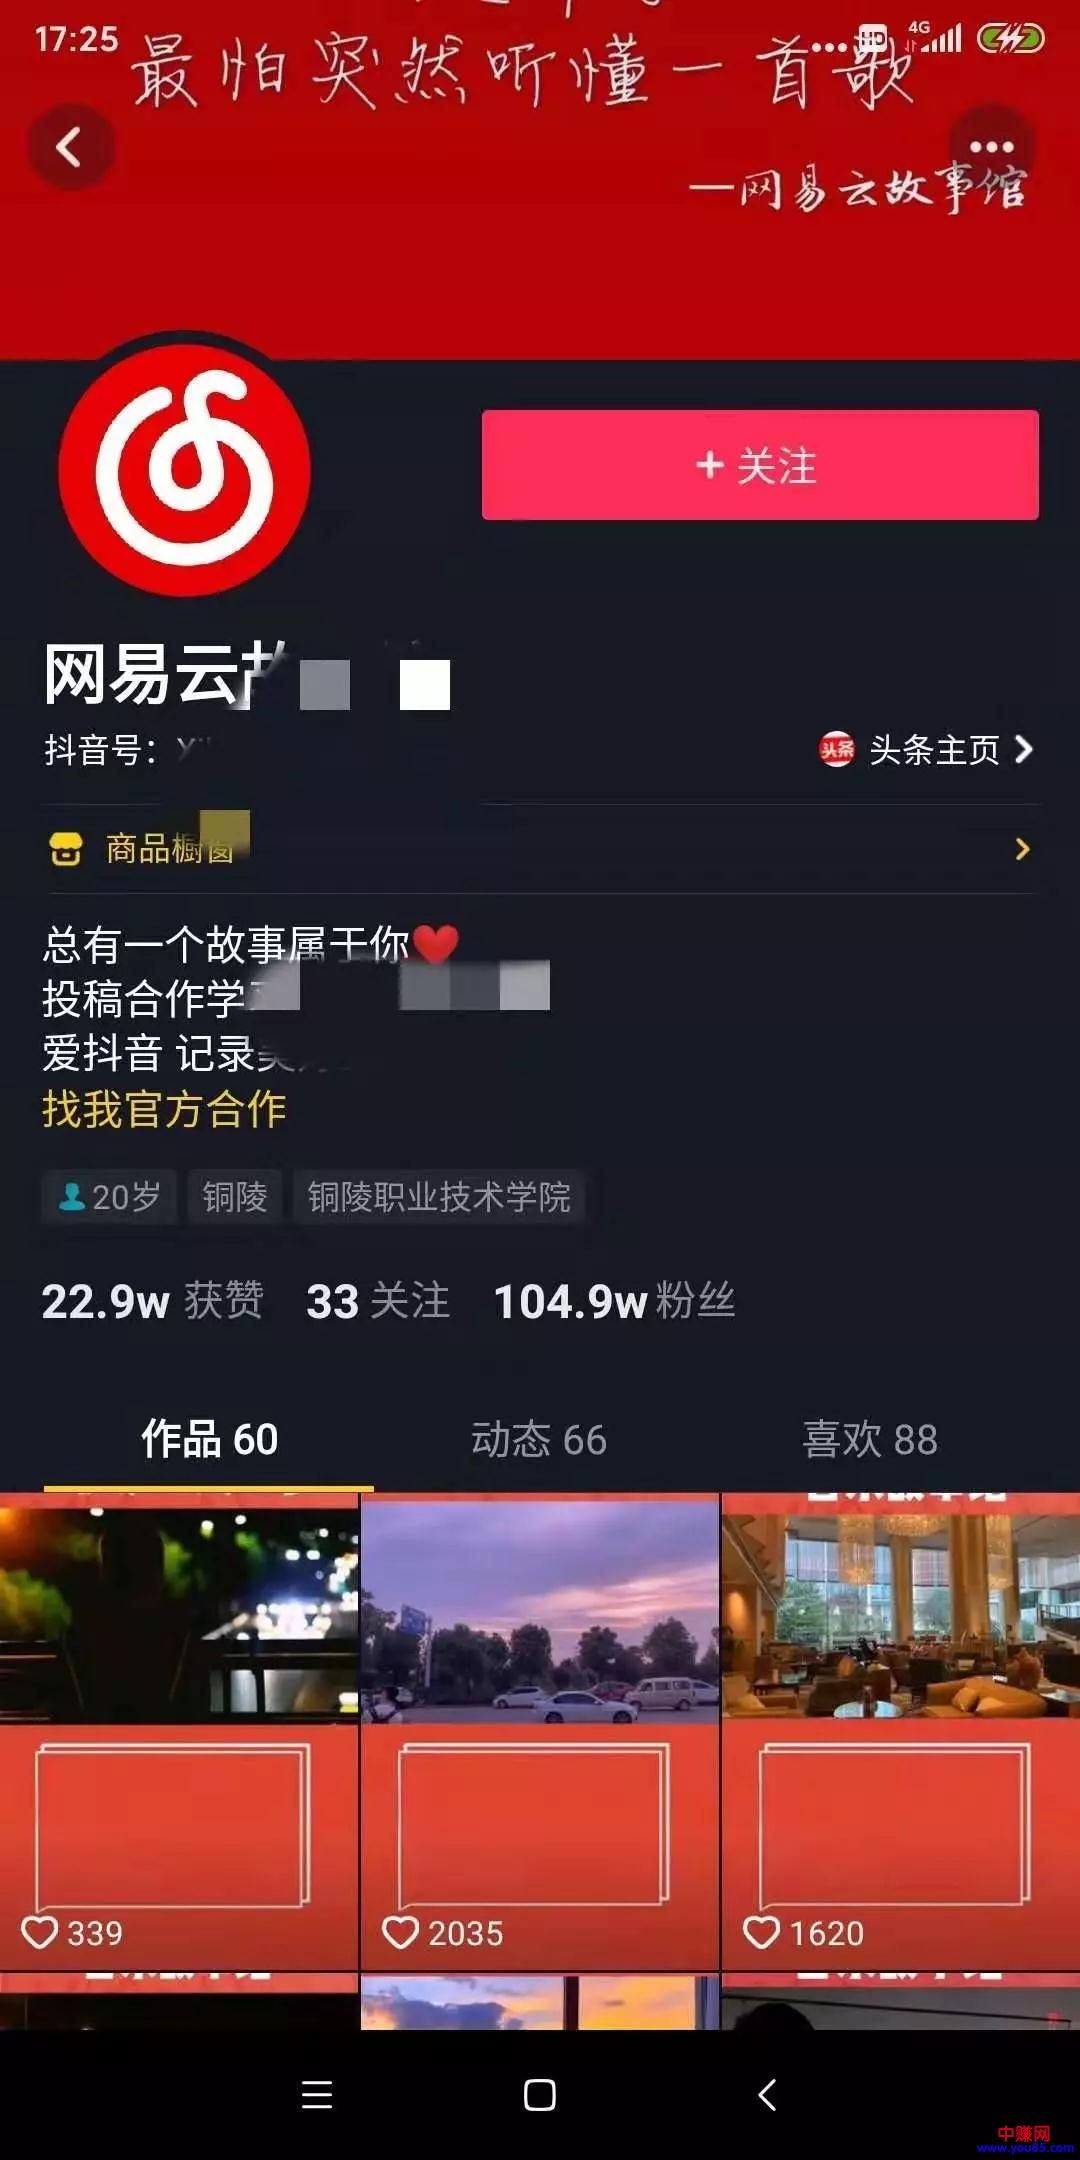 17:25
HD
4G
最怕突然听懂一首歌
—网易云故事馆
+ 关注
网易云
抖音号：
头条 头条主页
商品橱窗
总有一个故事属于你❤
投稿合作学
爱抖音 记录
找我官方合作
20岁 铜陵 铜陵职业技术学院
22.9w 获赞 33 关注 104.9w 粉丝
作品 60 动态 66 喜欢 88
339 2035 1620
中赚网
www.you85.com